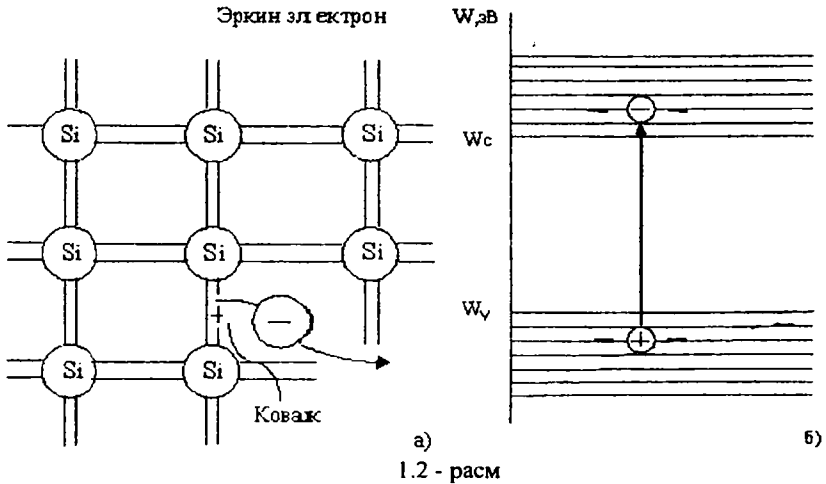 Эркин электрон
W,эВ
Si Si Si
Wc
Si Si Si
Wv
Si Si
Ковак
а)
б)
1.2 - расм